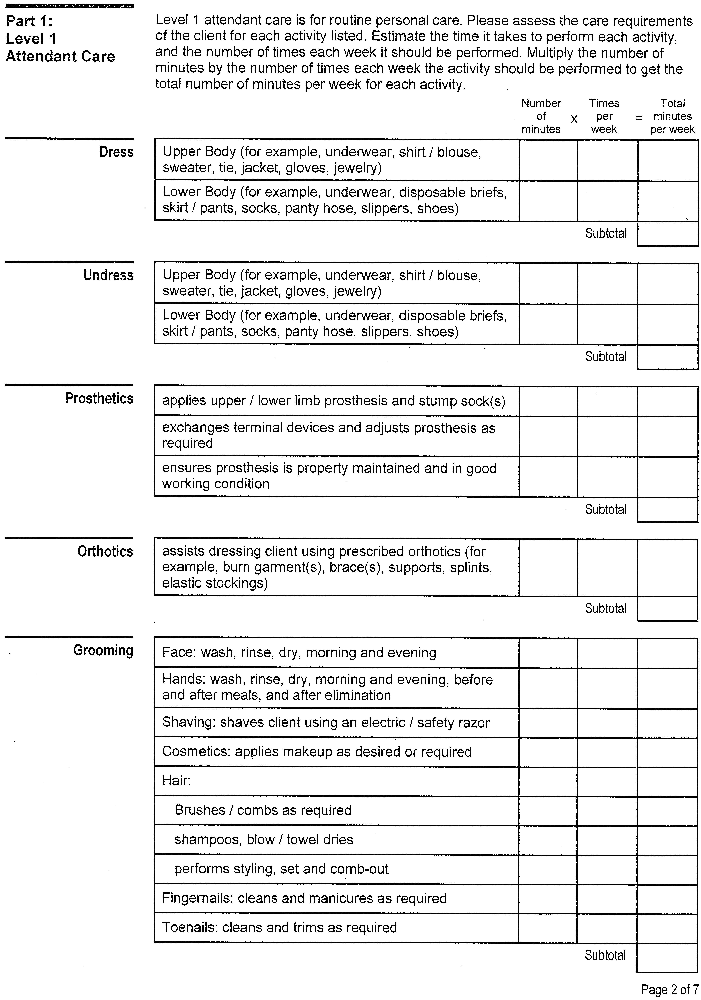 Part 1:
Level 1
Attendant Care
Level 1 attendant care is for routine personal care. Please assess the care requirements
of the client for each activity listed. Estimate the time it takes to perform each activity,
and the number of times each week it should be performed. Multiply the number of
minutes by the number of times each week the activity should be performed to get the
total number of minutes per week for each activity.
Number Times Total
of x per = minutes
minutes week per week
Dress
Upper Body (for example, underwear, shirt / blouse,
sweater, tie, jacket, gloves, jewelry)
Lower Body (for example, underwear, disposable briefs,
skirt / pants, socks, panty hose, slippers, shoes)
Subtotal
Undress
Upper Body (for example, underwear, shirt / blouse,
sweater, tie, jacket, gloves, jewelry)
Lower Body (for example, underwear, disposable briefs,
skirt / pants, socks, panty hose, slippers, shoes)
Subtotal
Prosthetics
applies upper / lower limb prosthesis and stump sock(s)
exchanges terminal devices and adjusts prosthesis as
required
ensures prosthesis is property maintained and in good
working condition
Subtotal
Orthotics
assists dressing client using prescribed orthotics (for
example, burn garment(s), brace(s), supports, splints,
elastic stockings)
Subtotal
Grooming
Face: wash, rinse, dry, morning and evening
Hands: wash, rinse, dry, morning and evening, before
and after meals, and after elimination
Shaving: shaves client using an electric / safety razor
Cosmetics: applies makeup as desired or required
Hair:
Brushes / combs as required
shampoos, blow / towel dries
performs styling, set and comb-out
Fingernails: cleans and manicures as required
Toenails: cleans and trims as required
Subtotal
Page 2 of 7